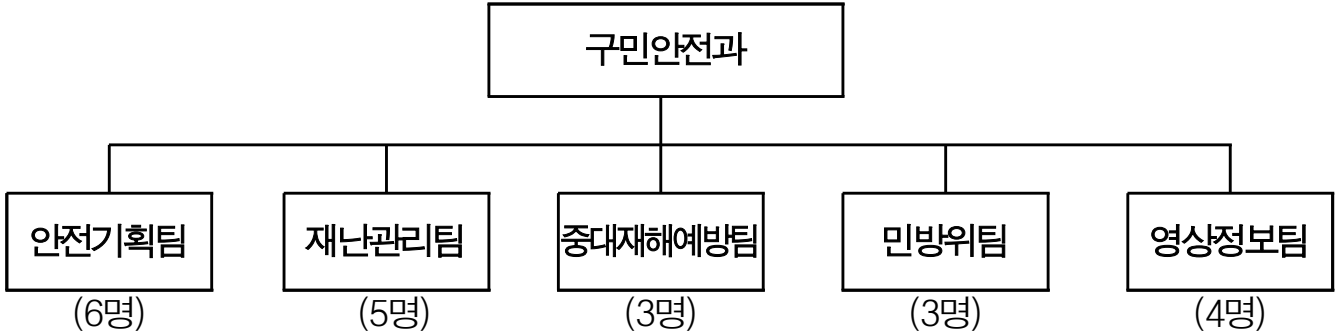 구민안전과
안전기획팀 재난관리팀 중대재해예방팀 민방위팀 영상정보팀
(6명) (5명) (3명) (3명) (4명)